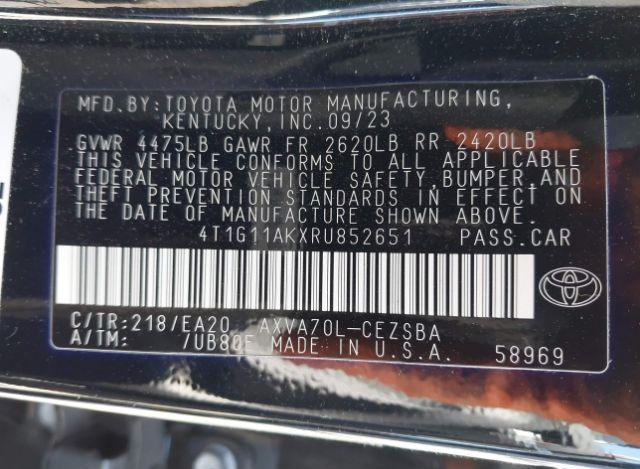 MFD.BY:TOYOTA MOTOR MANUFACTURING,
KENTUCKY,INC.09/23
GVWR 4475LB GAWR FR 2620LB RR 2420LB
THIS VEHICLE CONFORMS TO ALL APPLICABLE
FEDERAL MOTOR VEHICLE SAFETY,BUMPER,AND
THEFT PREVENTION STANDARDS IN EFFECT ON
THE DATE OF MANUFACTURE SHOWN ABOVE.
4T1G11AKXRU852651 PASS.CAR
C/TR:218/EA20 AXVA70L-CEZSBA
A/TM: /UB80E MADE IN U.S.A. 58969